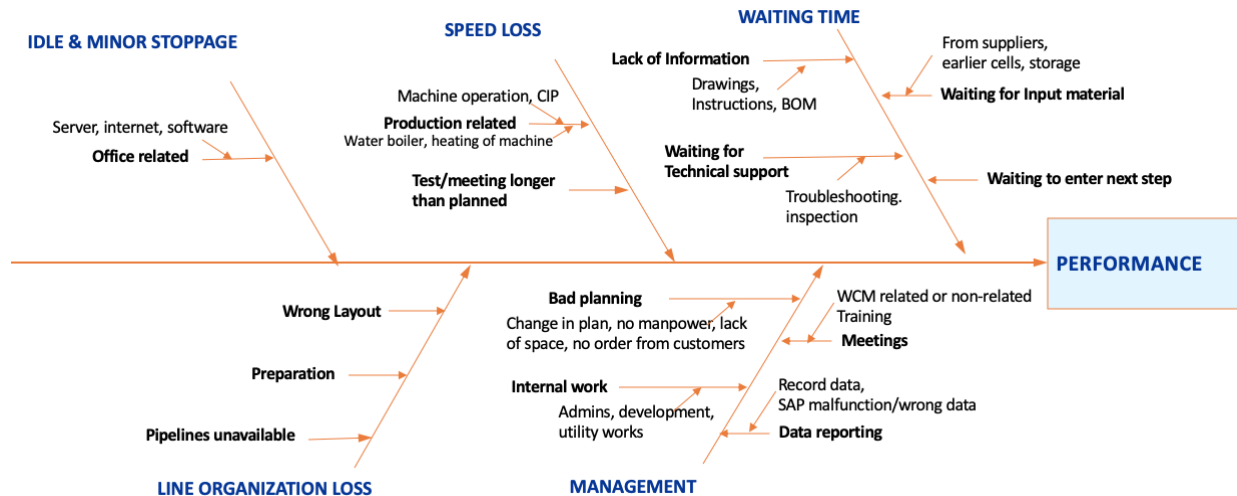 IDLE & MINOR STOPPAGE
Server, internet, software
Office related
SPEED LOSS
Machine operation, CIP
Production related
Water boiler, heating of machine
Test/meeting longer
than planned
WAITING TIME
Lack of Information
Drawings,
Instructions, BOM
From suppliers,
earlier cells, storage
Waiting for Input material
Waiting for
Technical support
Troubleshooting.
inspection
Waiting to enter next step
PERFORMANCE
Wrong Layout
Preparation
Pipelines unavailable
LINE ORGANIZATION LOSS
Bad planning
Change in plan, no manpower, lack
of space, no order from customers
WCM related or non-related
Training
Meetings
Internal work
Admins, development,
utility works
Record data,
SAP malfunction/wrong data
Data reporting
MANAGEMENT